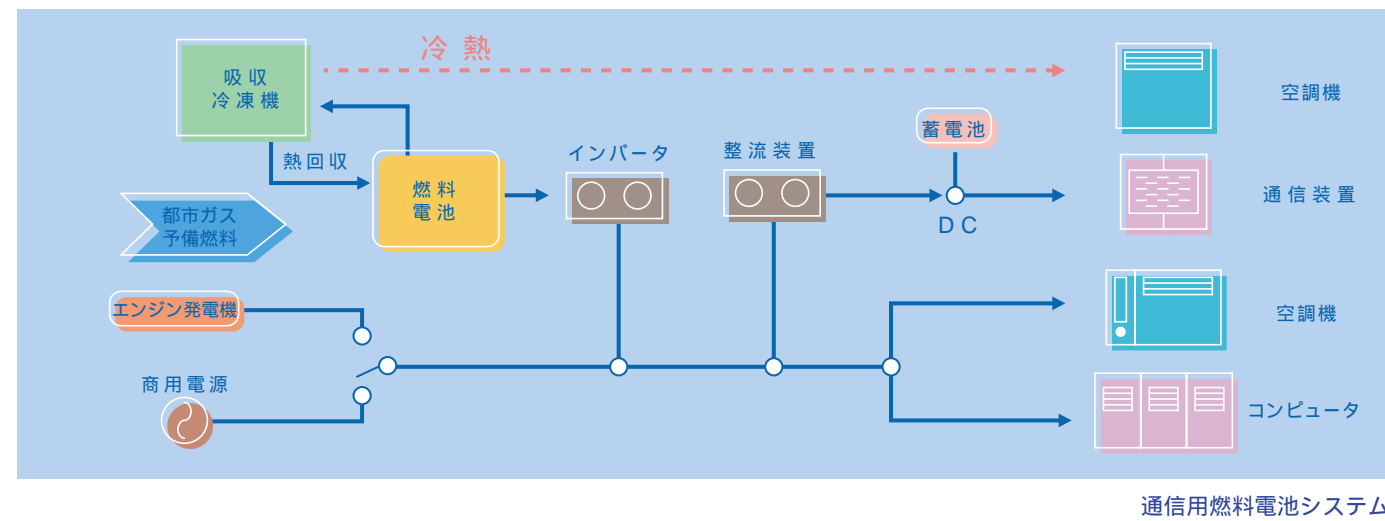 冷熱
吸収
冷凍機
空調機
蓄電池
熱回収
インバータ
整流装置
燃料
電池
通信装置
都市ガス
予備燃料
DC
エンジン発電機
空調機
商用電源
コンピュータ
通信用燃料電池システム